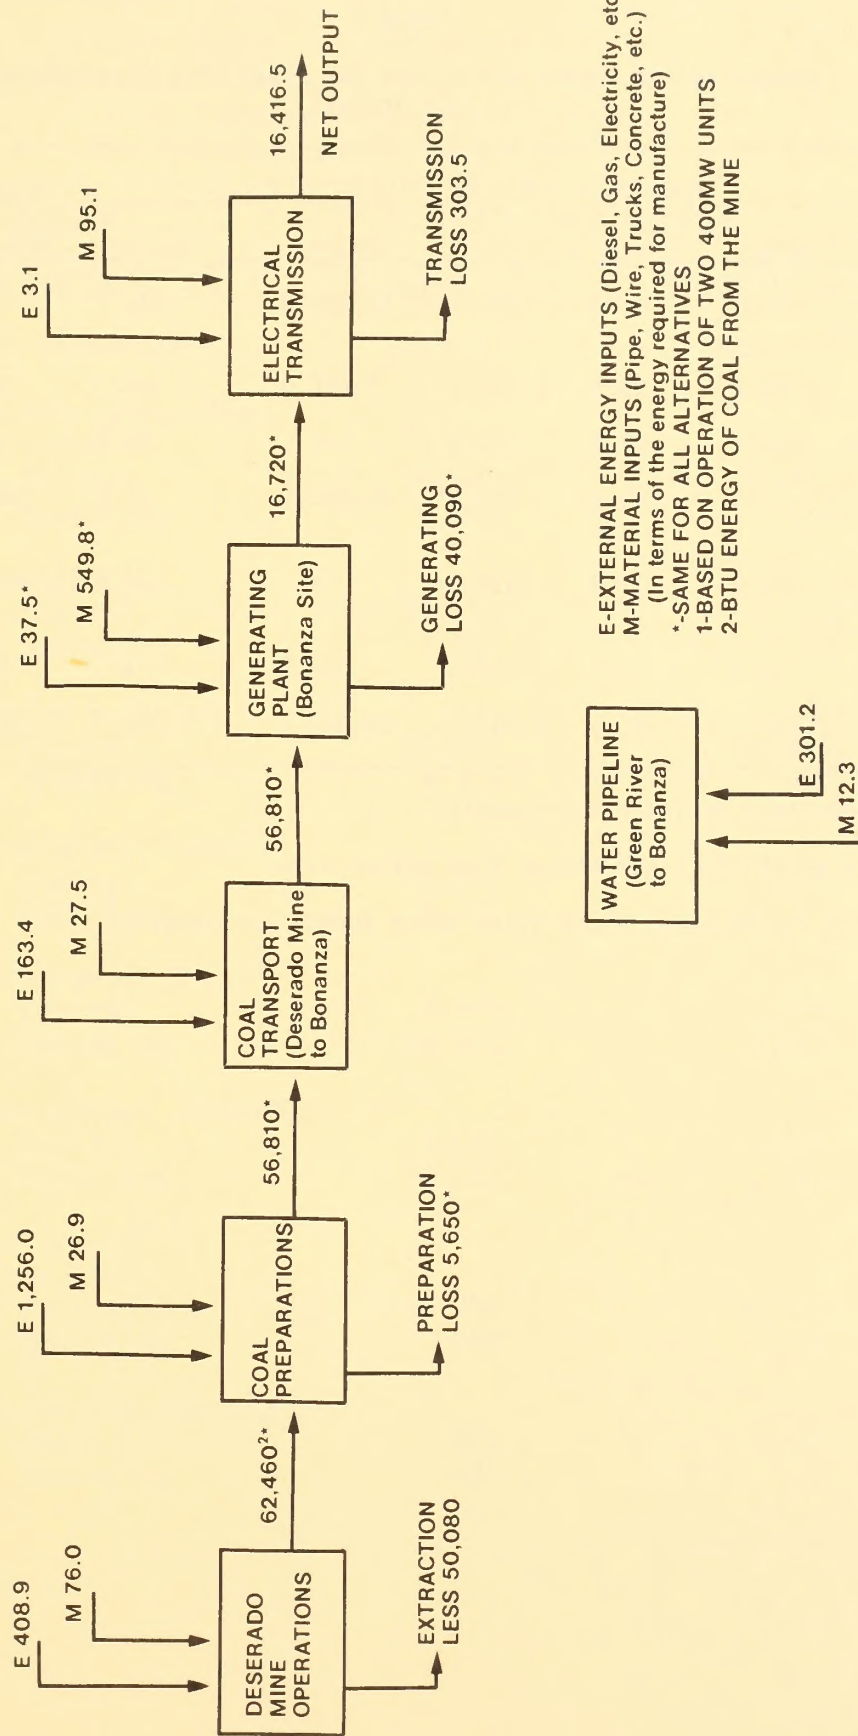 E 408.9
M 76.0
DESERADO
MINE
OPERATIONS
EXTRACTION
LESS 50,080
62,460²*
E 1,256.0
M 26.9
COAL
PREPARATIONS
PREPARATION
LOSS 5,650*
56,810*
E 163.4
M 27.5
COAL
TRANSPORT
(Deserado Mine
to Bonanza)
56,810*
E 37.5*
M 549.8*
GENERATING
PLANT
(Bonanza Site)
GENERATING
LOSS 40,090*
16,720*
E 3.1
M 95.1
ELECTRICAL
TRANSMISSION
TRANSMISSION
LOSS 303.5
16,416.5
NET OUTPUT
WATER PIPELINE
(Green River
to Bonanza)
E 301.2
M 12.3
E-EXTERNAL ENERGY INPUTS (Diesel, Gas, Electricity, etc
M-MATERIAL INPUTS (Pipe, Wire, Trucks, Concrete, etc.)
(In terms of the energy required for manufacture)
*-SAME FOR ALL ALTERNATIVES
1-BASED ON OPERATION OF TWO 400MW UNITS
2-BTU ENERGY OF COAL FROM THE MINE